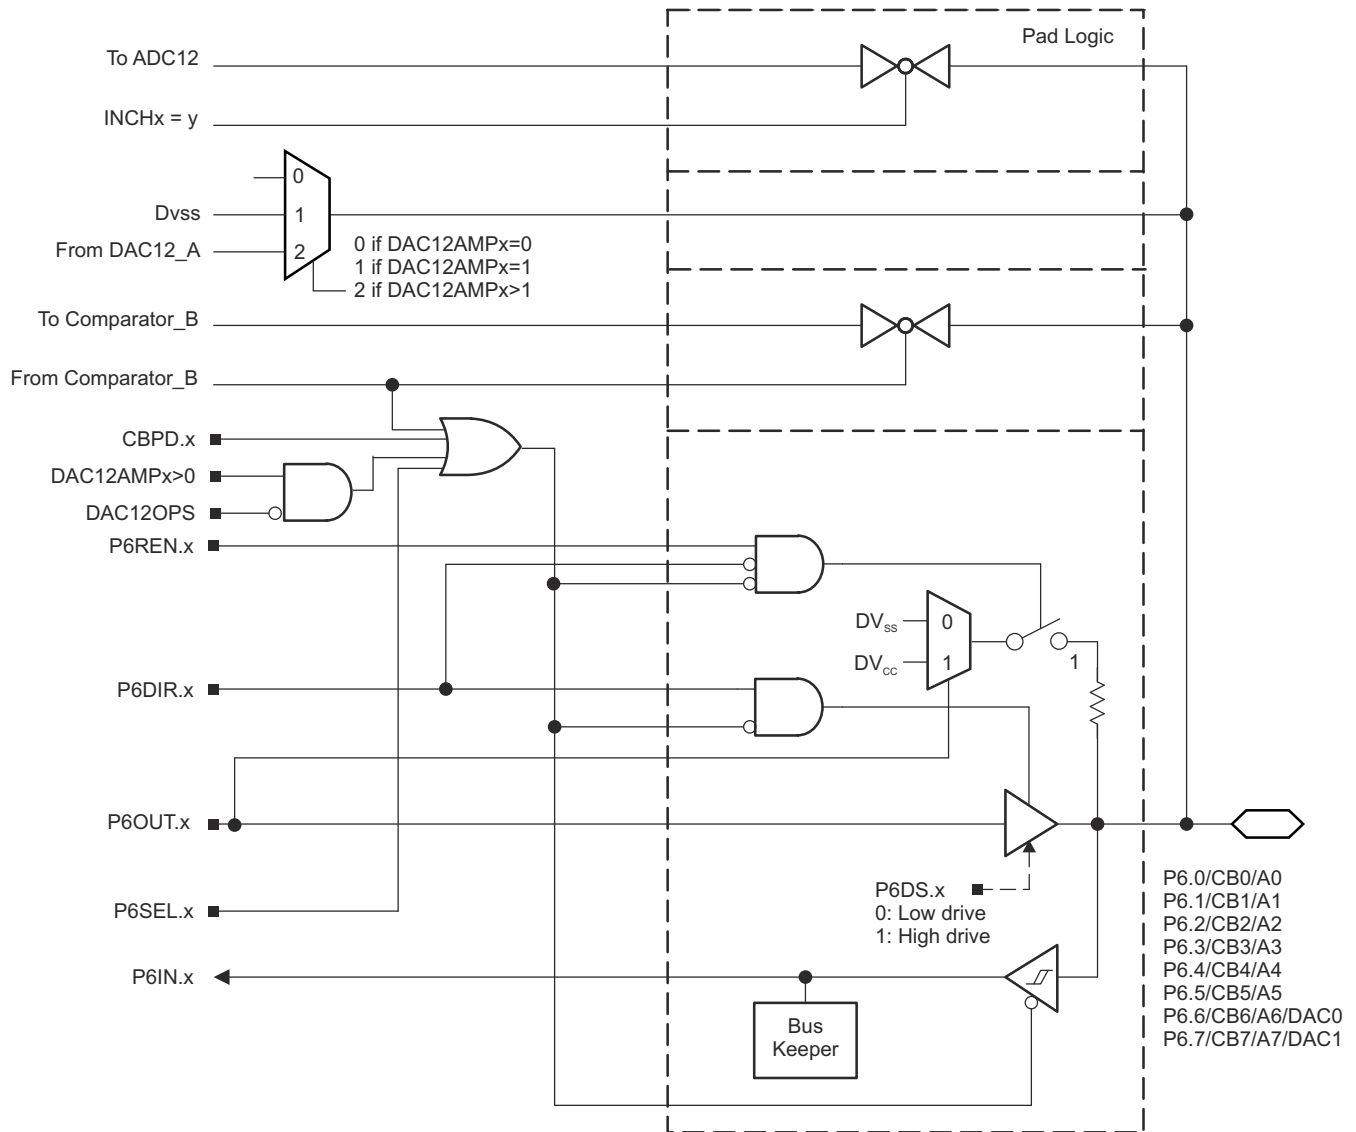 Pad Logic
To ADC12
INCHx = y
0
Dvss
1
From DAC12_A
2
0 if DAC12AMPx=0
1 if DAC12AMPx=1
2 if DAC12AMPx>1
To Comparator_B
From Comparator_B
CBPD.x
DAC12AMPx>0
DAC12OPS
P6REN.x
DVSS
0
DVCC
1
1
P6DIR.x
P6OUT.x
P6DS.x
0: Low drive
1: High drive
P6SEL.x
P6IN.x
Bus
Keeper
P6.0/CB0/A0
P6.1/CB1/A1
P6.2/CB2/A2
P6.3/CB3/A3
P6.4/CB4/A4
P6.5/CB5/A5
P6.6/CB6/A6/DAC0
P6.7/CB7/A7/DAC1